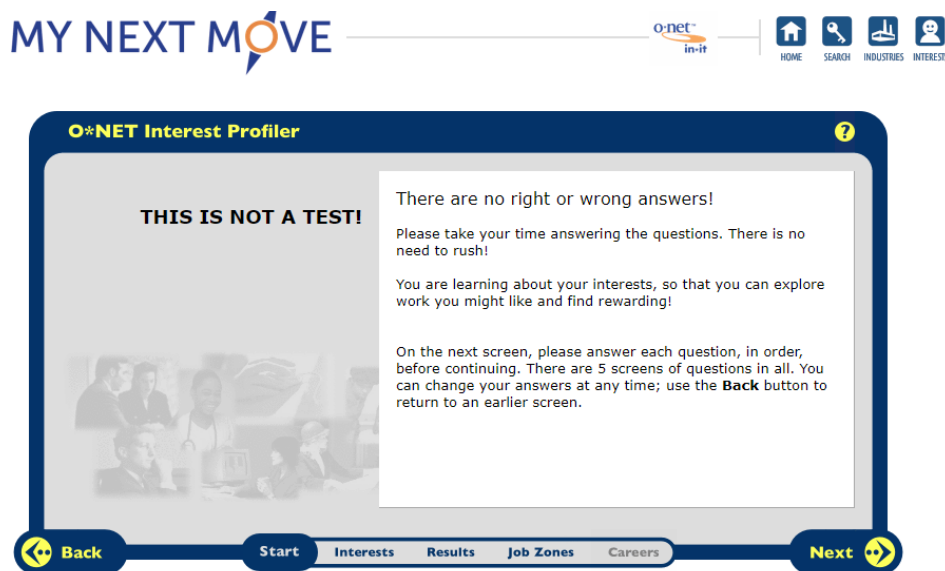 MY NEXT MOVE
o·net™
in-it
HOME SEARCH INDUSTRIES INTERESTS
O*NET Interest Profiler
?
THIS IS NOT A TEST!
There are no right or wrong answers!
Please take your time answering the questions. There is no
need to rush!
You are learning about your interests, so that you can explore
work you might like and find rewarding!
On the next screen, please answer each question, in order,
before continuing. There are 5 screens of questions in all. You
can change your answers at any time; use the Back button to
return to an earlier screen.
Back Start Interests Results Job Zones Careers Next